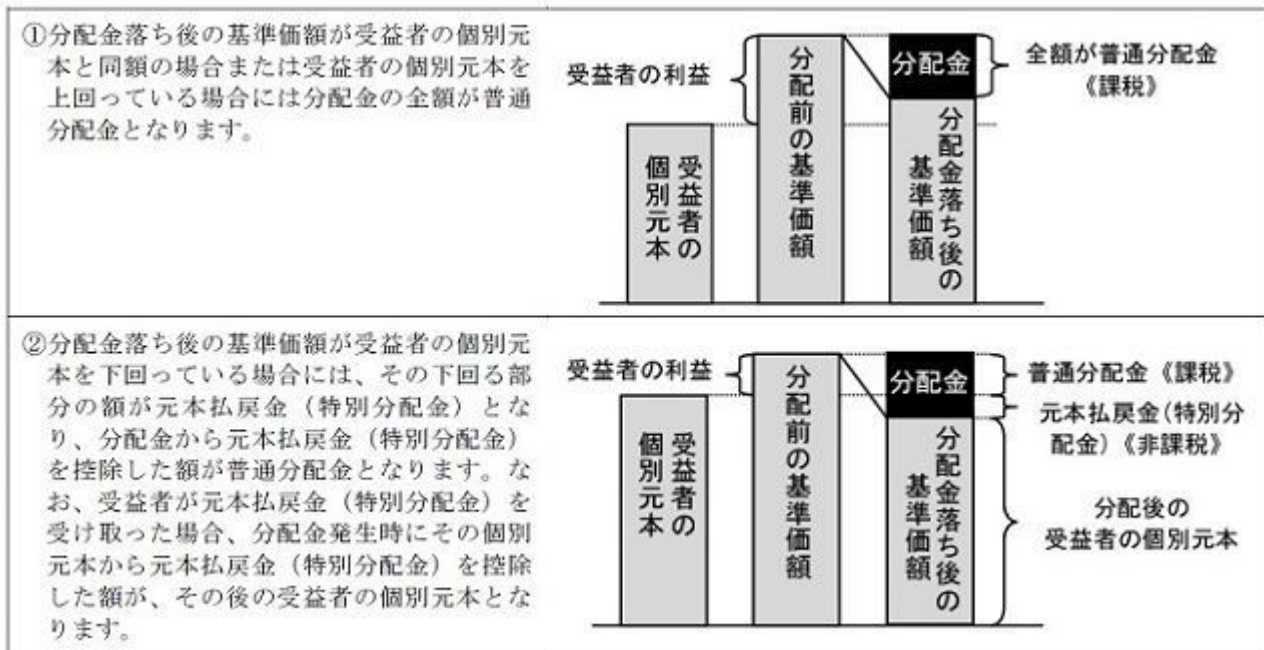 ①分配金落ち後の基準価額が受益者の個別元
本と同額の場合または受益者の個別元本を
上回っている場合には分配金の全額が普通
分配金となります。
受益者の利益
受益者の
個別元本
分配前の基準価額
分配金
分配金落ち後の
基準価額
全額が普通分配金
《課税》
②分配金落ち後の基準価額が受益者の個別元
本を下回っている場合には、その下回る部
分の額が元本払戻金（特別分配金）とな
り、分配金から元本払戻金（特別分配金）
を控除した額が普通分配金となります。な
お、受益者が元本払戻金（特別分配金）を
受け取った場合、分配金発生時にその個別
元本から元本払戻金（特別分配金）を控除
した額が、その後の受益者の個別元本とな
ります。
受益者の利益
受益者の
個別元本
分配前の基準価額
分配金
分配金落ち後の
基準価額
普通分配金《課税》
元本払戻金（特別分
配金）《非課税》
分配後の
受益者の個別元本